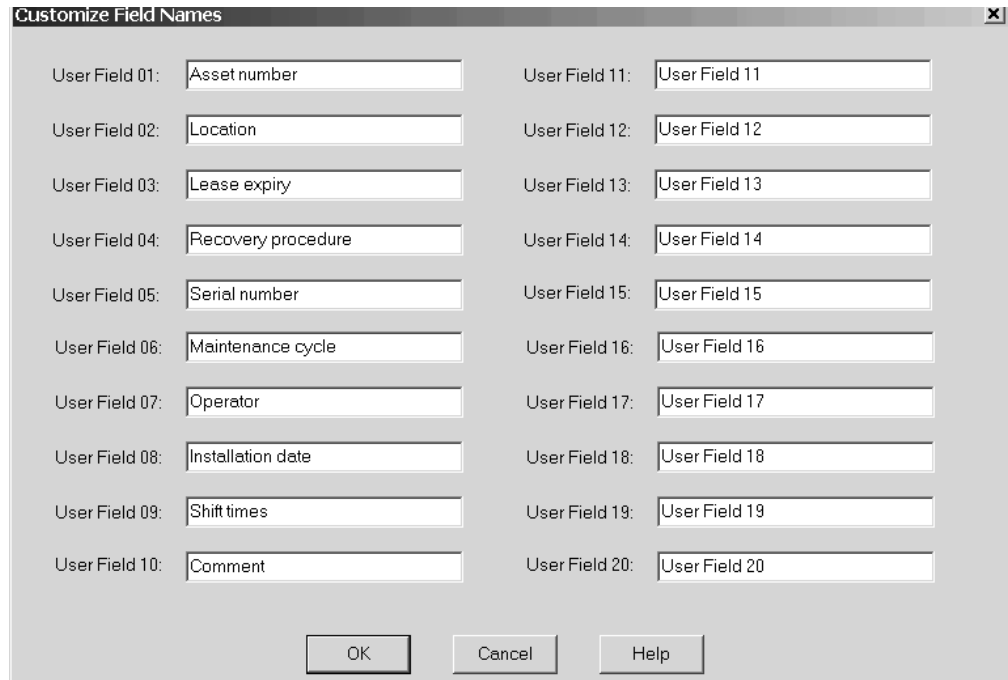 Customize Field Names
User Field 01: Asset number User Field 11: User Field 11
User Field 02: Location User Field 12: User Field 12
User Field 03: Lease expiry User Field 13: User Field 13
User Field 04: Recovery procedure User Field 14: User Field 14
User Field 05: Serial number User Field 15: User Field 15
User Field 06: Maintenance cycle User Field 16: User Field 16
User Field 07: Operator User Field 17: User Field 17
User Field 08: Installation date User Field 18: User Field 18
User Field 09: Shift times User Field 19: User Field 19
User Field 10: Comment User Field 20: User Field 20
OK Cancel Help